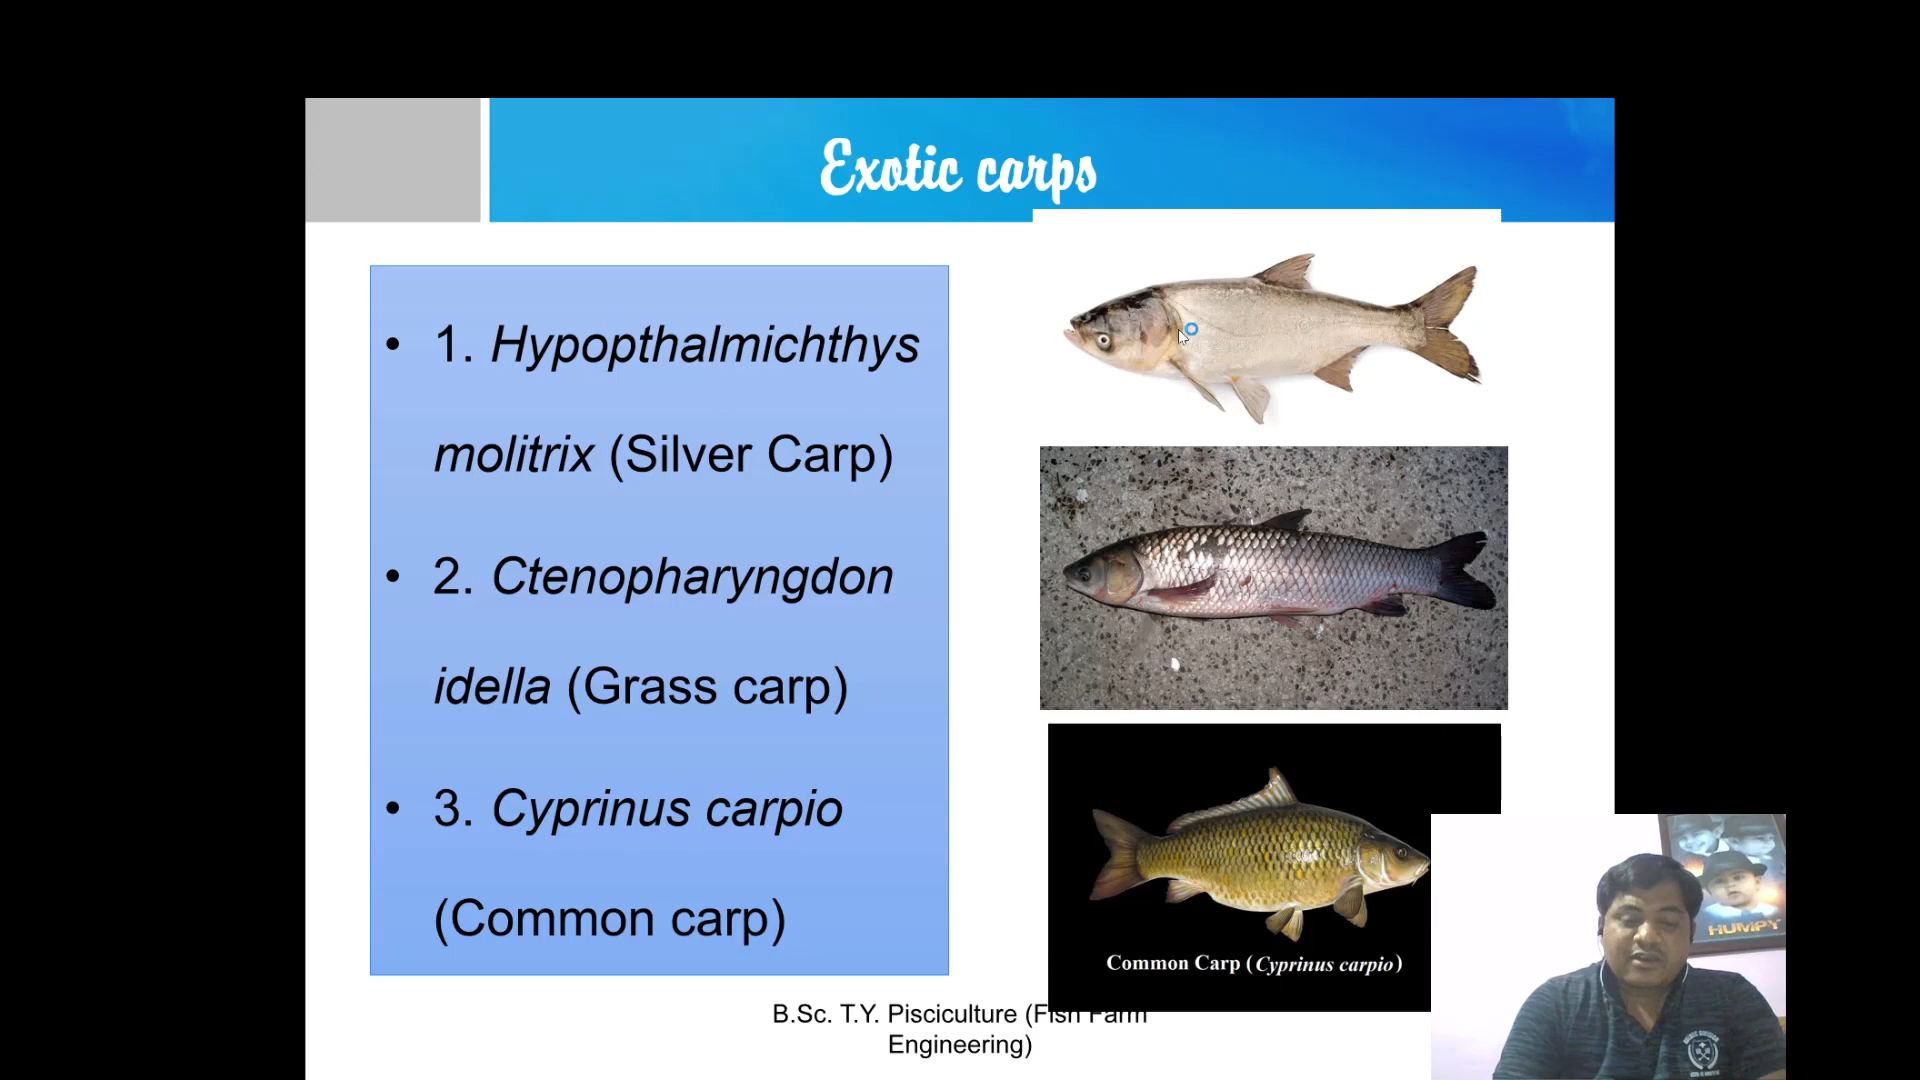 Exotic carps
• 1. Hypopthalmichthys
molitrix (Silver Carp)
• 2. Ctenopharyngdon
idella (Grass carp)
• 3. Cyprinus carpio
(Common carp)
Common Carp (Cyprinus carpio)
B.Sc. T.Y. Pisciculture (Fish Farm
Engineering)
HUMPY